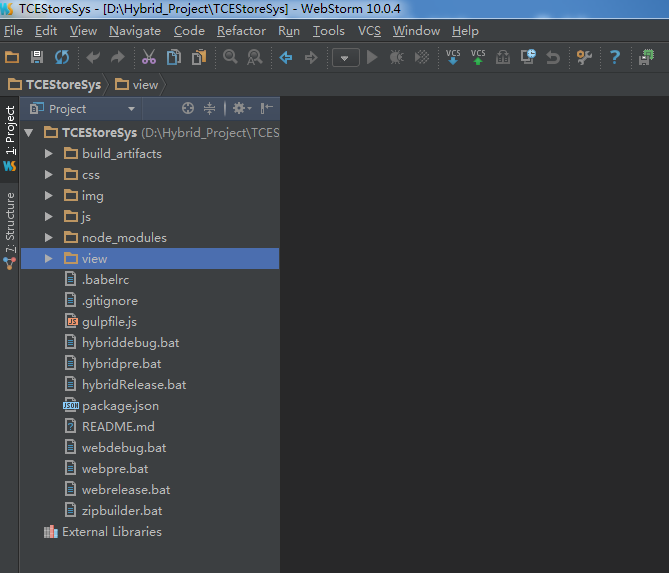 TCEStoreSys - [D:\Hybrid_Project\TCEStoreSys] - WebStorm 10.0.4
File Edit View Navigate Code Refactor Run Tools VCS Window Help
VCS VCS
TCEStoreSys view
Project
1: Project
7: Structure
TCEStoreSys (D:\Hybrid_Project\TCES
build_artifacts
css
img
js
node_modules
view
.babelrc
.gitignore
gulpfile.js
hybriddebug.bat
hybridpre.bat
hybridRelease.bat
package.json
README.md
webdebug.bat
webpre.bat
webrelease.bat
zipbuilder.bat
External Libraries